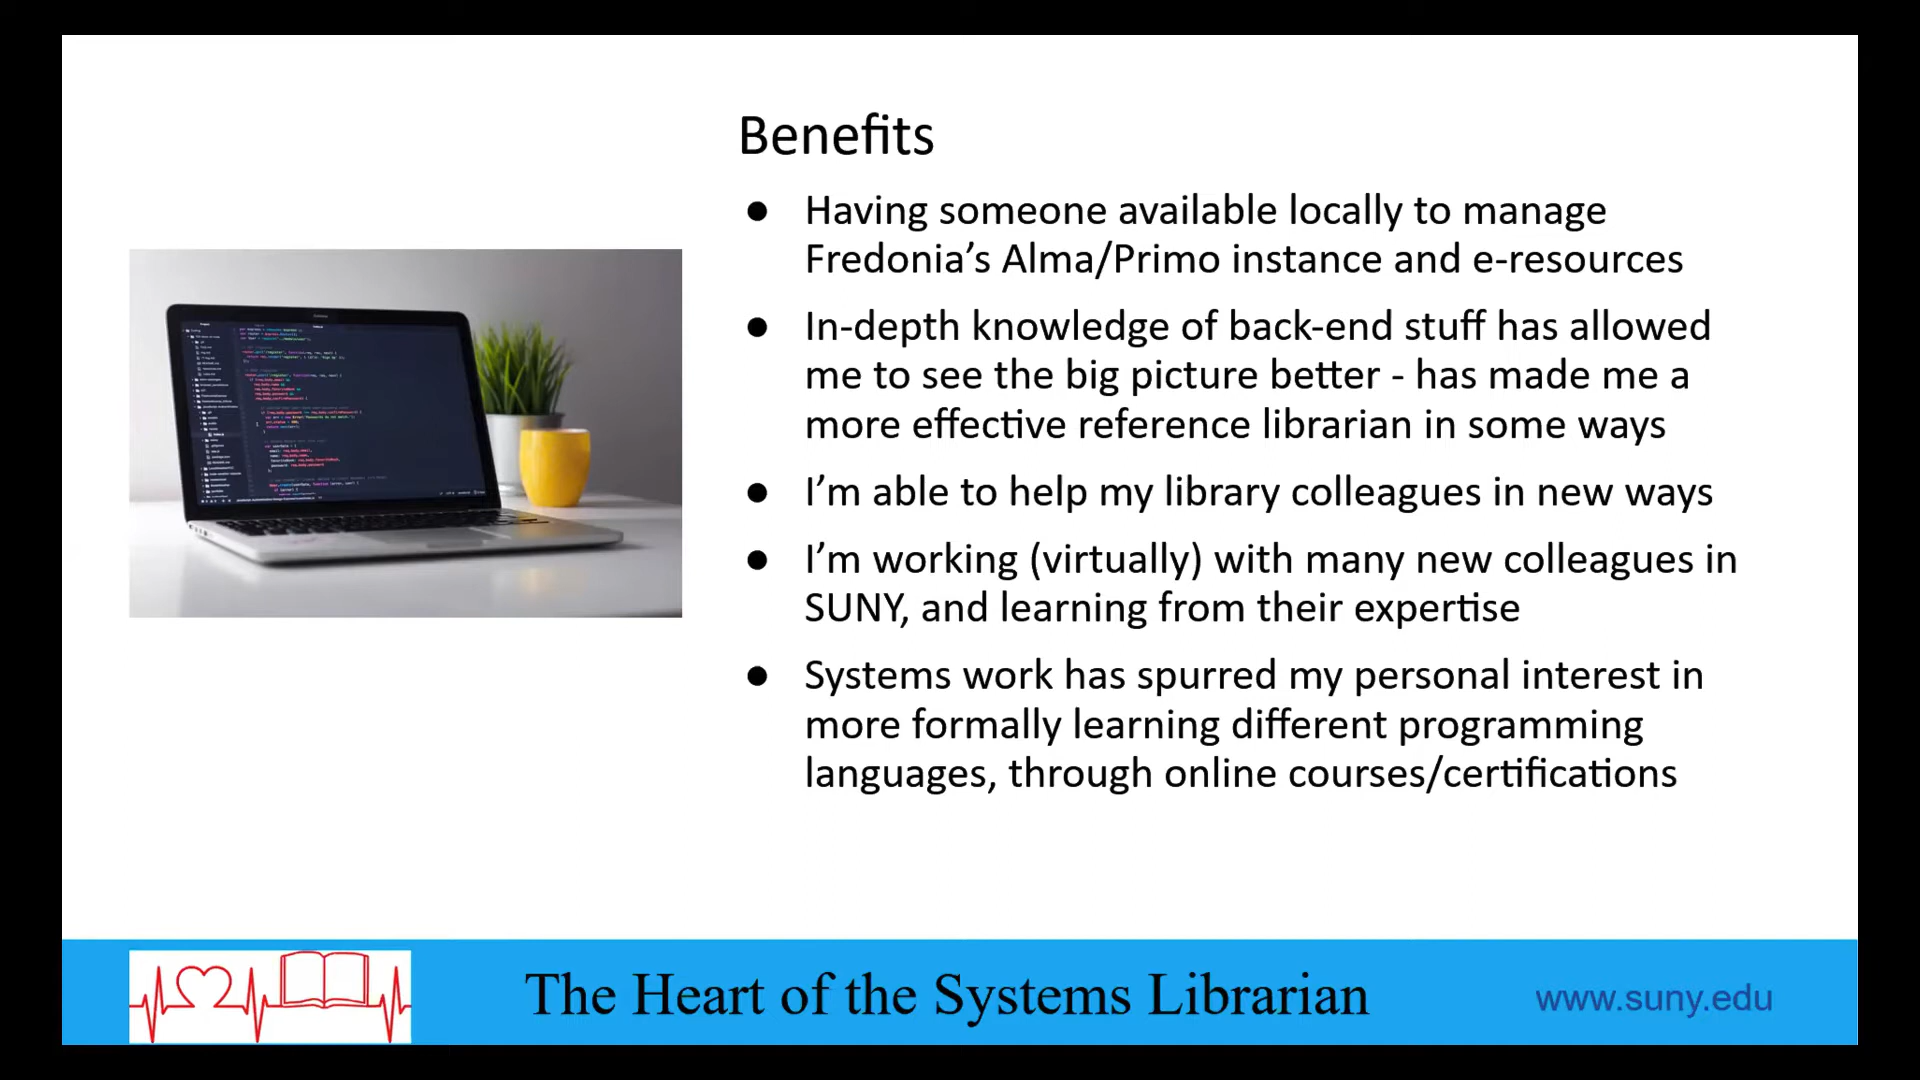 Benefits
● Having someone available locally to manage
Fredonia’s Alma/Primo instance and e-resources
● In-depth knowledge of back-end stuff has allowed
me to see the big picture better - has made me a
more effective reference librarian in some ways
● I’m able to help my library colleagues in new ways
● I’m working (virtually) with many new colleagues in
SUNY, and learning from their expertise
● Systems work has spurred my personal interest in
more formally learning different programming
languages, through online courses/certifications
The Heart of the Systems Librarian
www.suny.edu